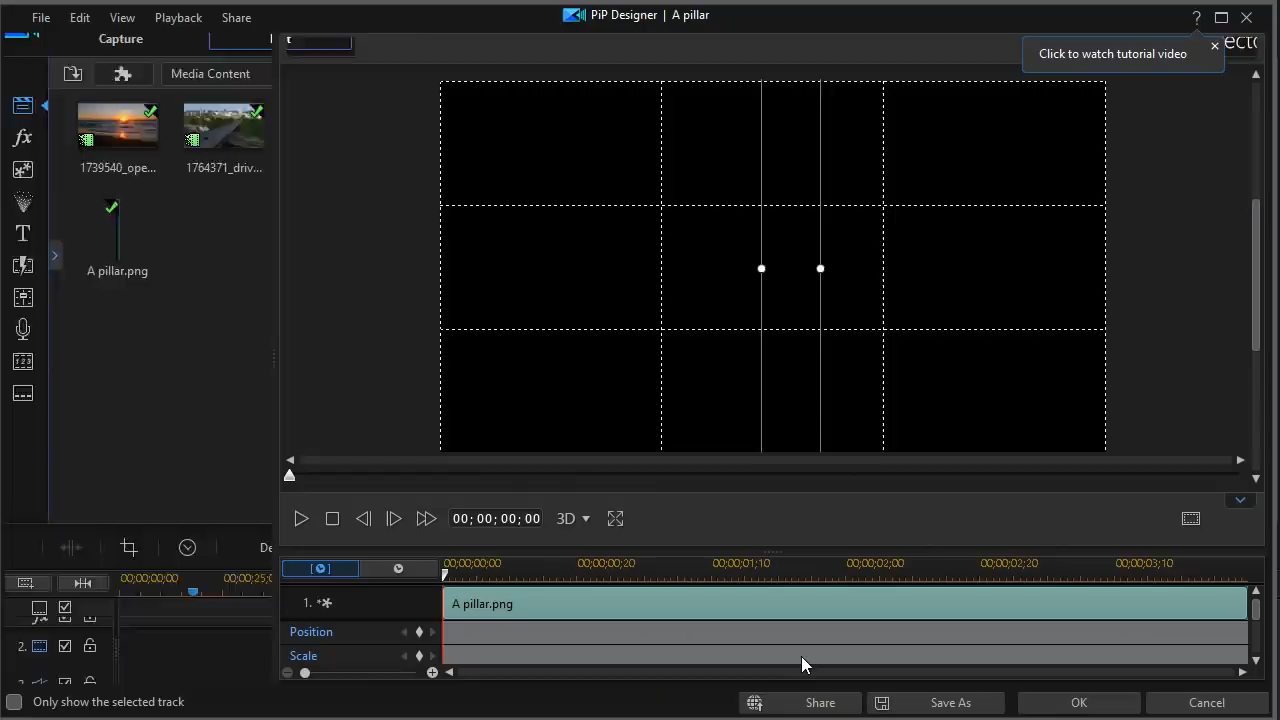 File Edit View Playback Share
PiP Designer | A pillar
?
Capture
t
Click to watch tutorial video
Media Content
fx
1739540_ope...
1764371_driv...
T
A pillar.png
00; 00; 00; 00
3D
De
00;00;00;00 00;00;25;0
00;00;00;00 00;00;00;20 00;00;01;10 00;00;02;00 00;00;02;20 00;00;03;10
1.
A pillar.png
Position
2.
Scale
Only show the selected track
Share
Save As
OK
Cancel